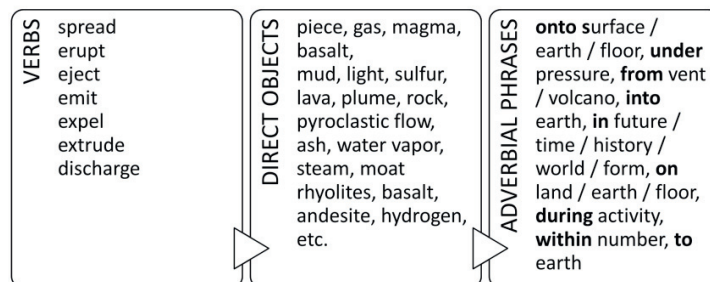 VERBS
spread
erupt
eject
emit
expel
extrude
discharge
DIRECT OBJECTS
piece, gas, magma,
basalt,
mud, light, sulfur,
lava, plume, rock,
pyroclastic flow,
ash, water vapor,
steam, moat
rhyolites, basalt,
andesite, hydrogen,
etc.
ADVERBIAL PHRASES
onto surface /
earth / floor, under
pressure, from vent
/ volcano, into
earth, in future /
time / history /
world / form, on
land / earth / floor,
during activity,
within number, to
earth